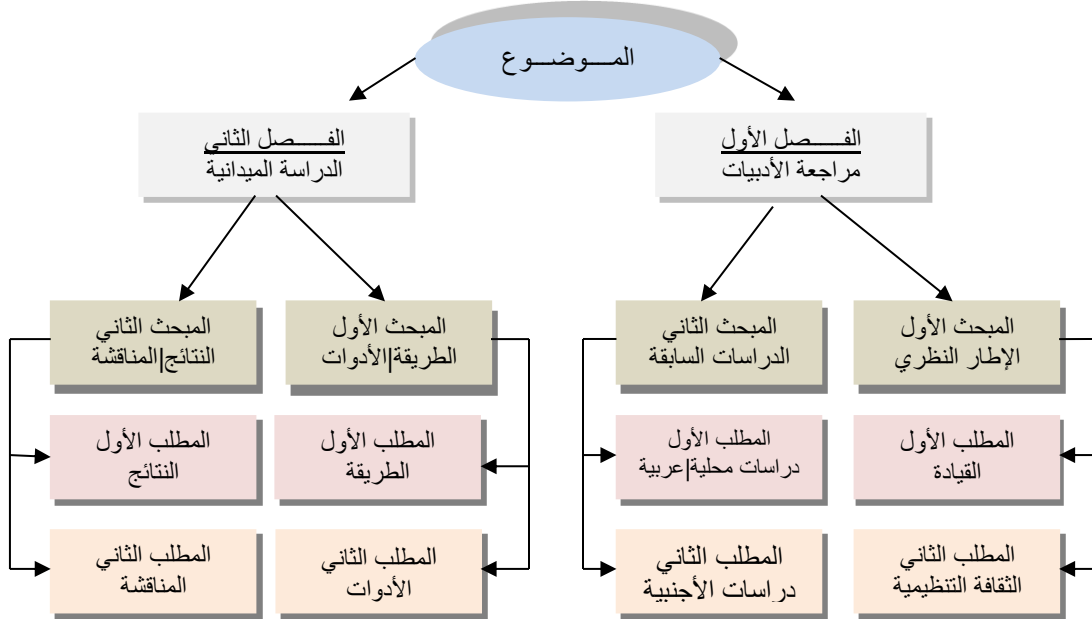 المـــوضـــوع
الفـــــصل الأول
مراجعة الأدبيات
الفـــــصل الثاني
الدراسة الميدانية
المبحث الأول
الإطار النظري
المبحث الثاني
الدراسات السابقة
المبحث الأول
الطريقة|الأدوات
المبحث الثاني
النتائج|المناقشة
المطلب الأول
القيادة
المطلب الأول
دراسات محلية|عربية
المطلب الأول
الطريقة
المطلب الأول
النتائج
المطلب الثاني
الثقافة التنظيمية
المطلب الثاني
دراسات الأجنبية
المطلب الثاني
الأدوات
المطلب الثاني
المناقشة